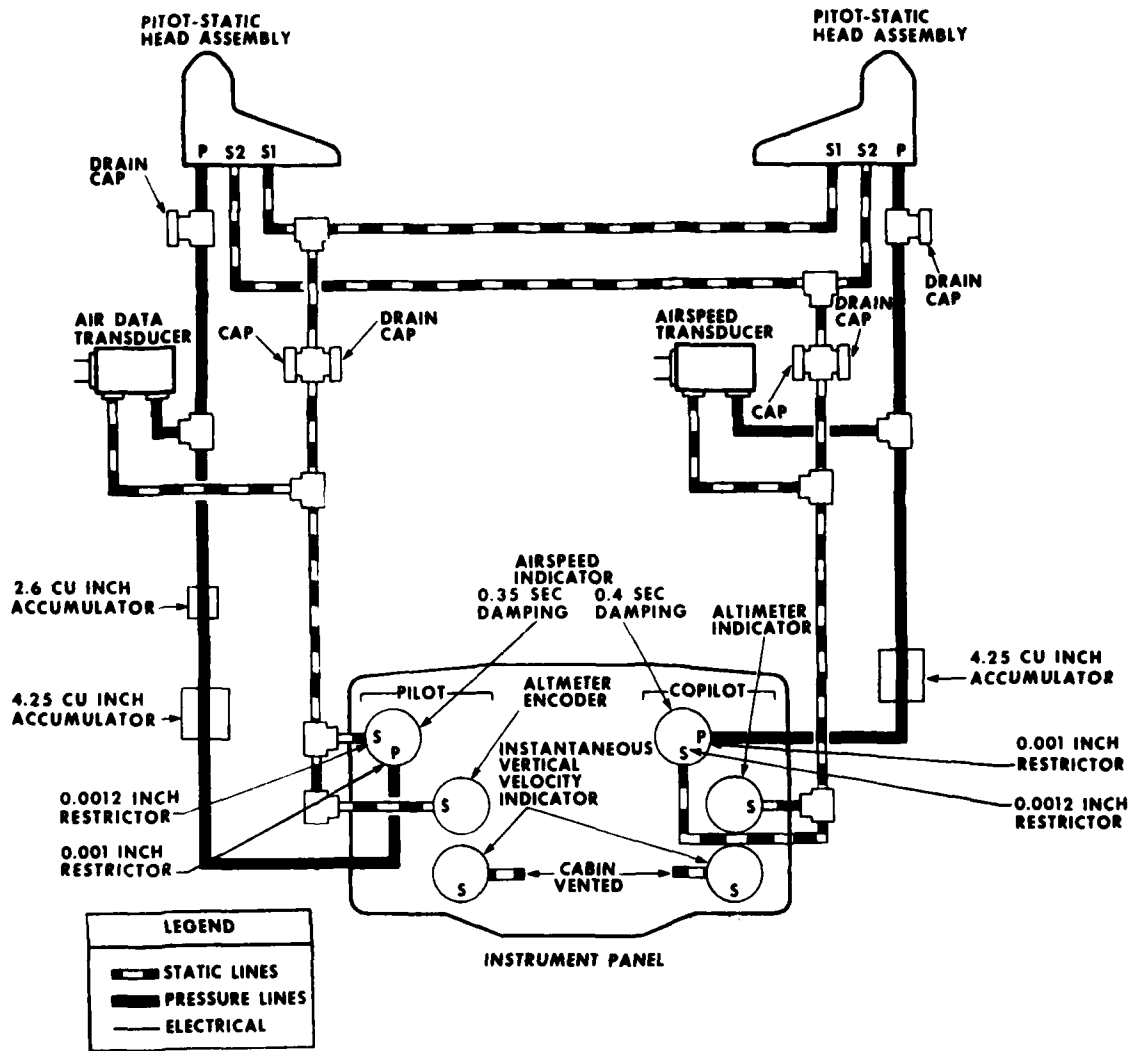 PITOT-STATIC
HEAD ASSEMBLY
PITOT-STATIC
HEAD ASSEMBLY
P S2 S1
S1 S2 P
DRAIN
CAP
DRAIN
CAP
AIR DATA
TRANSDUCER
CAP
DRAIN
CAP
AIRSPEED
TRANSDUCER
DRAIN
CAP
CAP
2.6 CU INCH
ACCUMULATOR
4.25 CU INCH
ACCUMULATOR
AIRSPEED
INDICATOR
0.35 SEC
DAMPING
0.4 SEC
DAMPING
ALTIMETER
INDICATOR
4.25 CU INCH
ACCUMULATOR
PILOT
ALTMETER
ENCODER
COPILOT
S
P
INSTANTANEOUS
VERTICAL
VELOCITY
INDICATOR
P
S
0.001 INCH
RESTRICTOR
0.0012 INCH
RESTRICTOR
0.0012 INCH
RESTRICTOR
S
S
0.001 INCH
RESTRICTOR
S
CABIN
VENTED
S
INSTRUMENT PANEL
LEGEND
STATIC LINES
PRESSURE LINES
ELECTRICAL